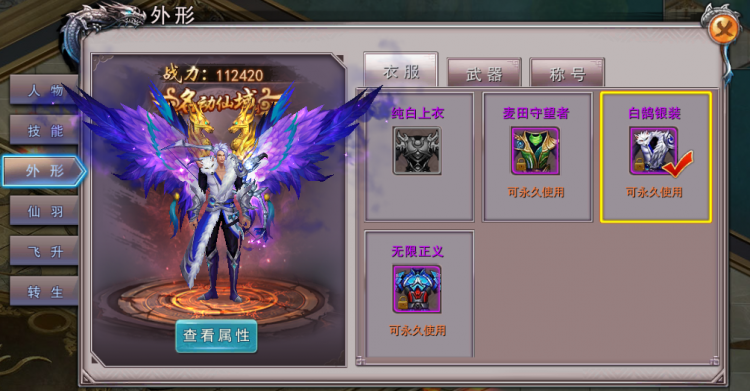 外形
人物
技能
外形
仙羽
飞升
转生
战力：112420
名动仙域
查看属性
衣服
武器
称号
纯白上衣
麦田守望者
可永久使用
白鹄银装
可永久使用
无限正义
可永久使用